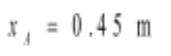 x_A = 0.45 m